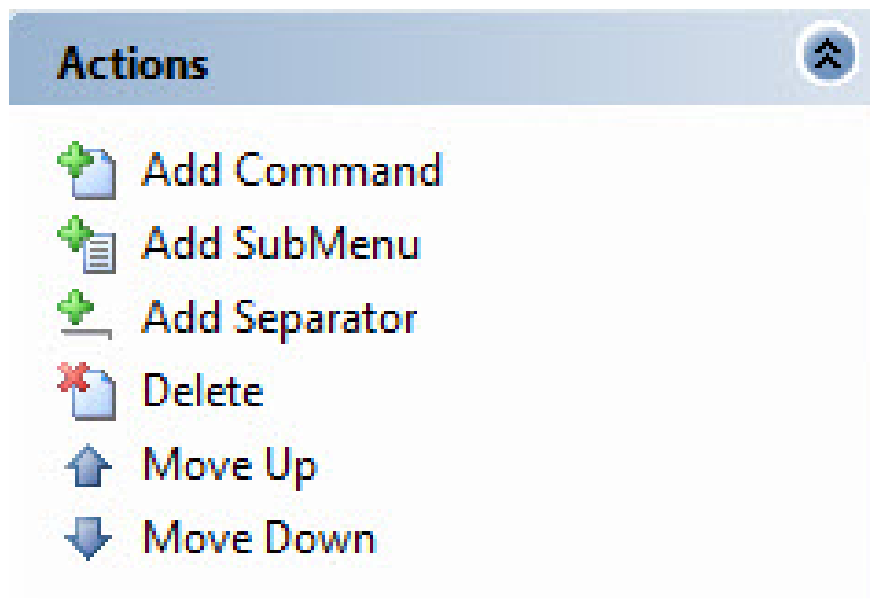 Actions
Add Command
Add SubMenu
Add Separator
Delete
Move Up
Move Down